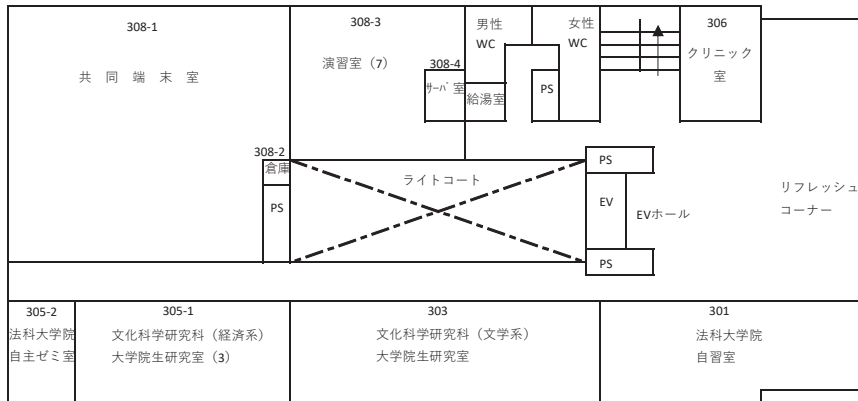 308-1
共同端末室
308-3
演習室（7）
308-4
ｻｰﾊﾞ室
男性
WC
給湯室
女性
WC
PS
306
クリニック
室
308-2
倉庫
PS
ライトコート
PS
EV
EVホール
PS
リフレッシュ
コーナー
305-2
法科大学院
自主ゼミ室
305-1
文化科学研究科（経済系）
大学院生研究室（3）
303
文化科学研究科（文学系）
大学院生研究室
301
法科大学院
自習室